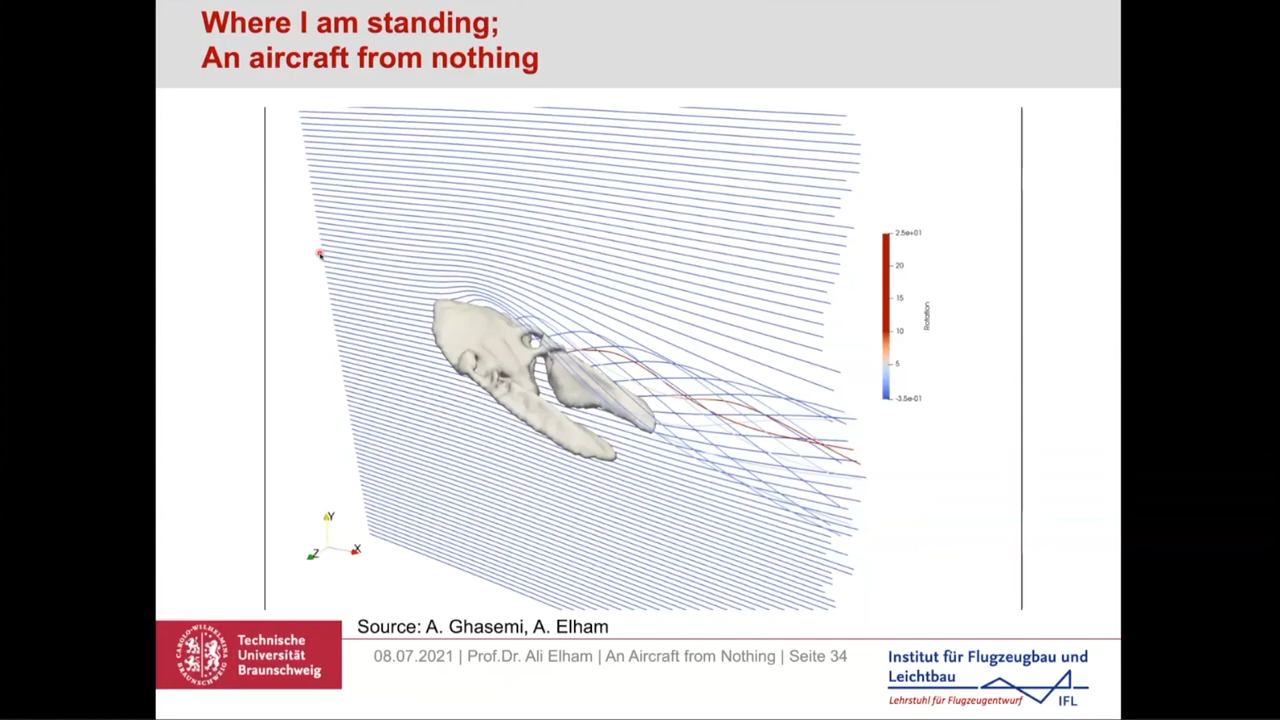 Where I am standing;
An aircraft from nothing
2.5e+01
20
15
10
5
-3.5e-01
Rotation
Y
Z
X
Source: A. Ghasemi, A. Elham
08.07.2021 | Prof.Dr. Ali Elham | An Aircraft from Nothing | Seite 34
Technische
Universität
Braunschweig
Institut für Flugzeugbau und
Leichtbau
Lehrstuhl für Flugzeugentwurf
IFL